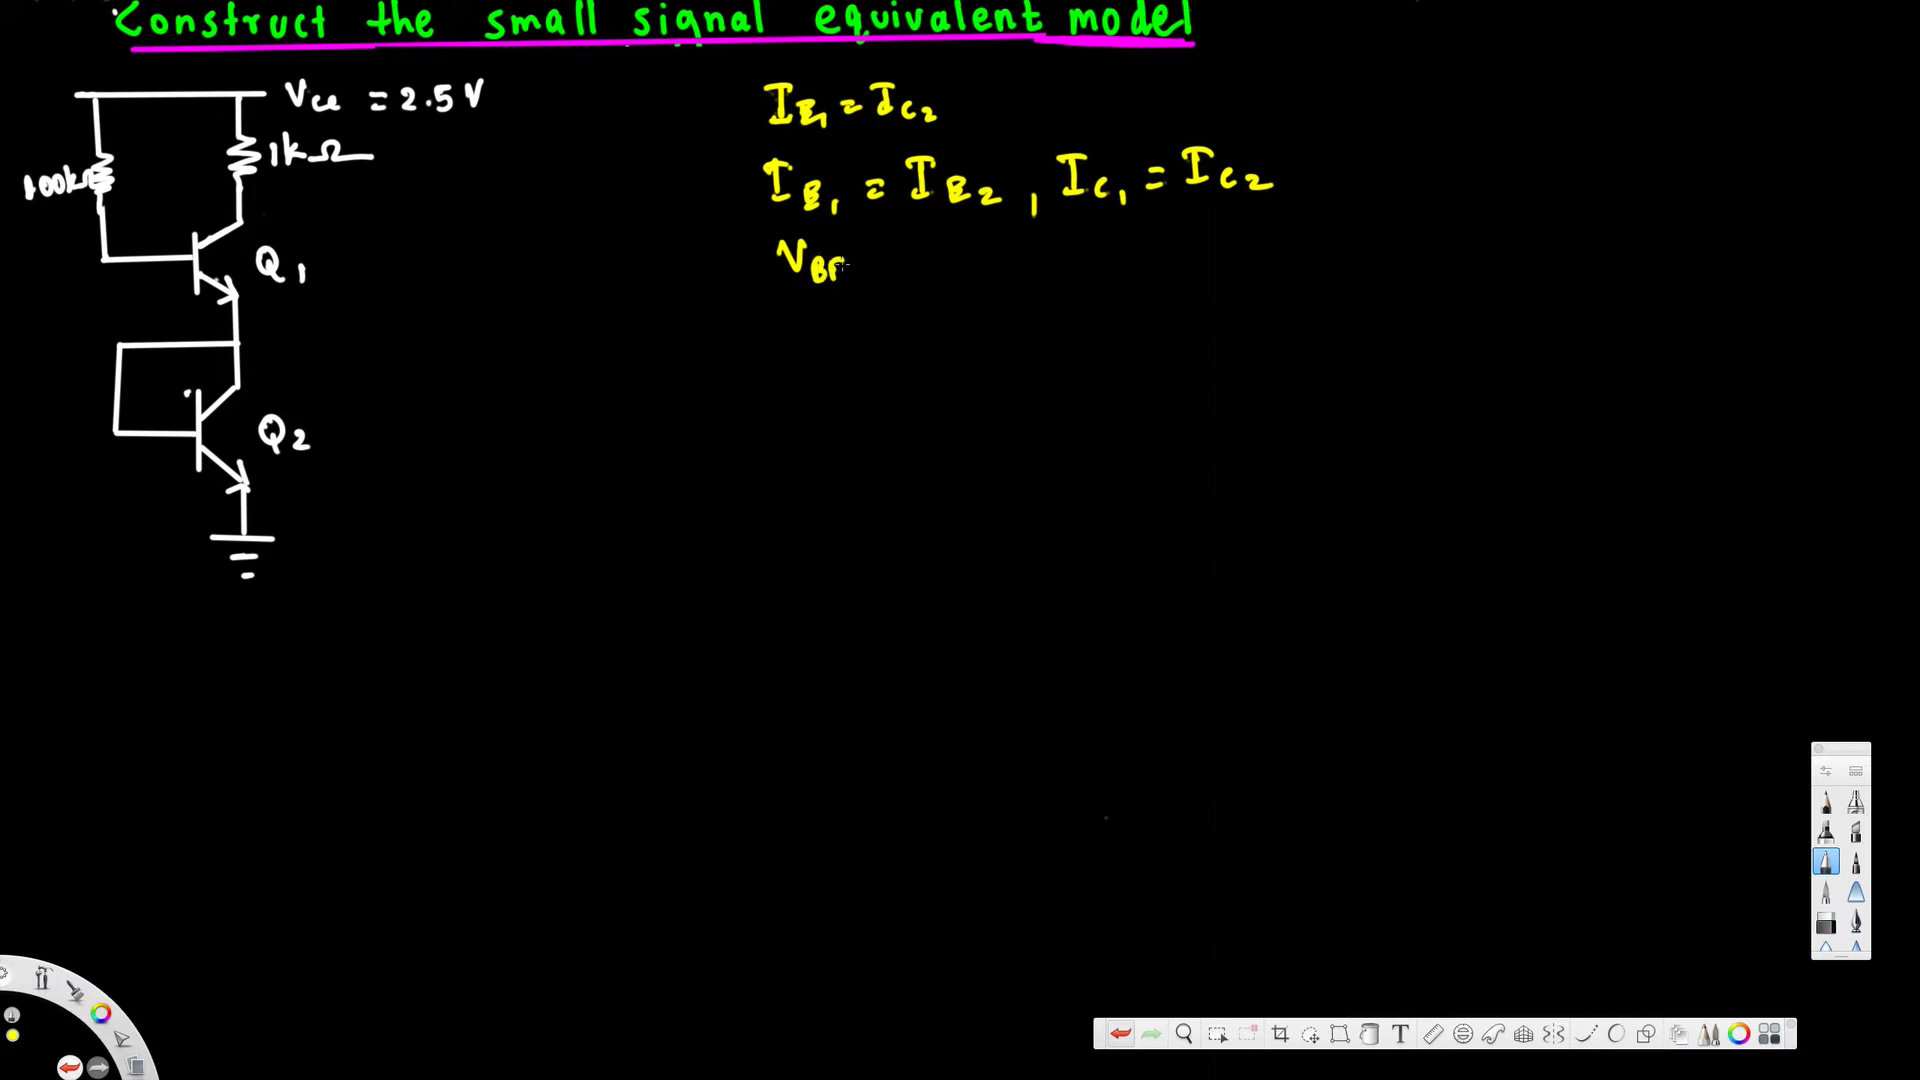 Construct the small signal equivalent model
Vcc = 2.5 V
100kΩ
1kΩ
Q1
Q2
IE1 = IC2
IB1 = IB2 , IC1 = IC2
VBE
T